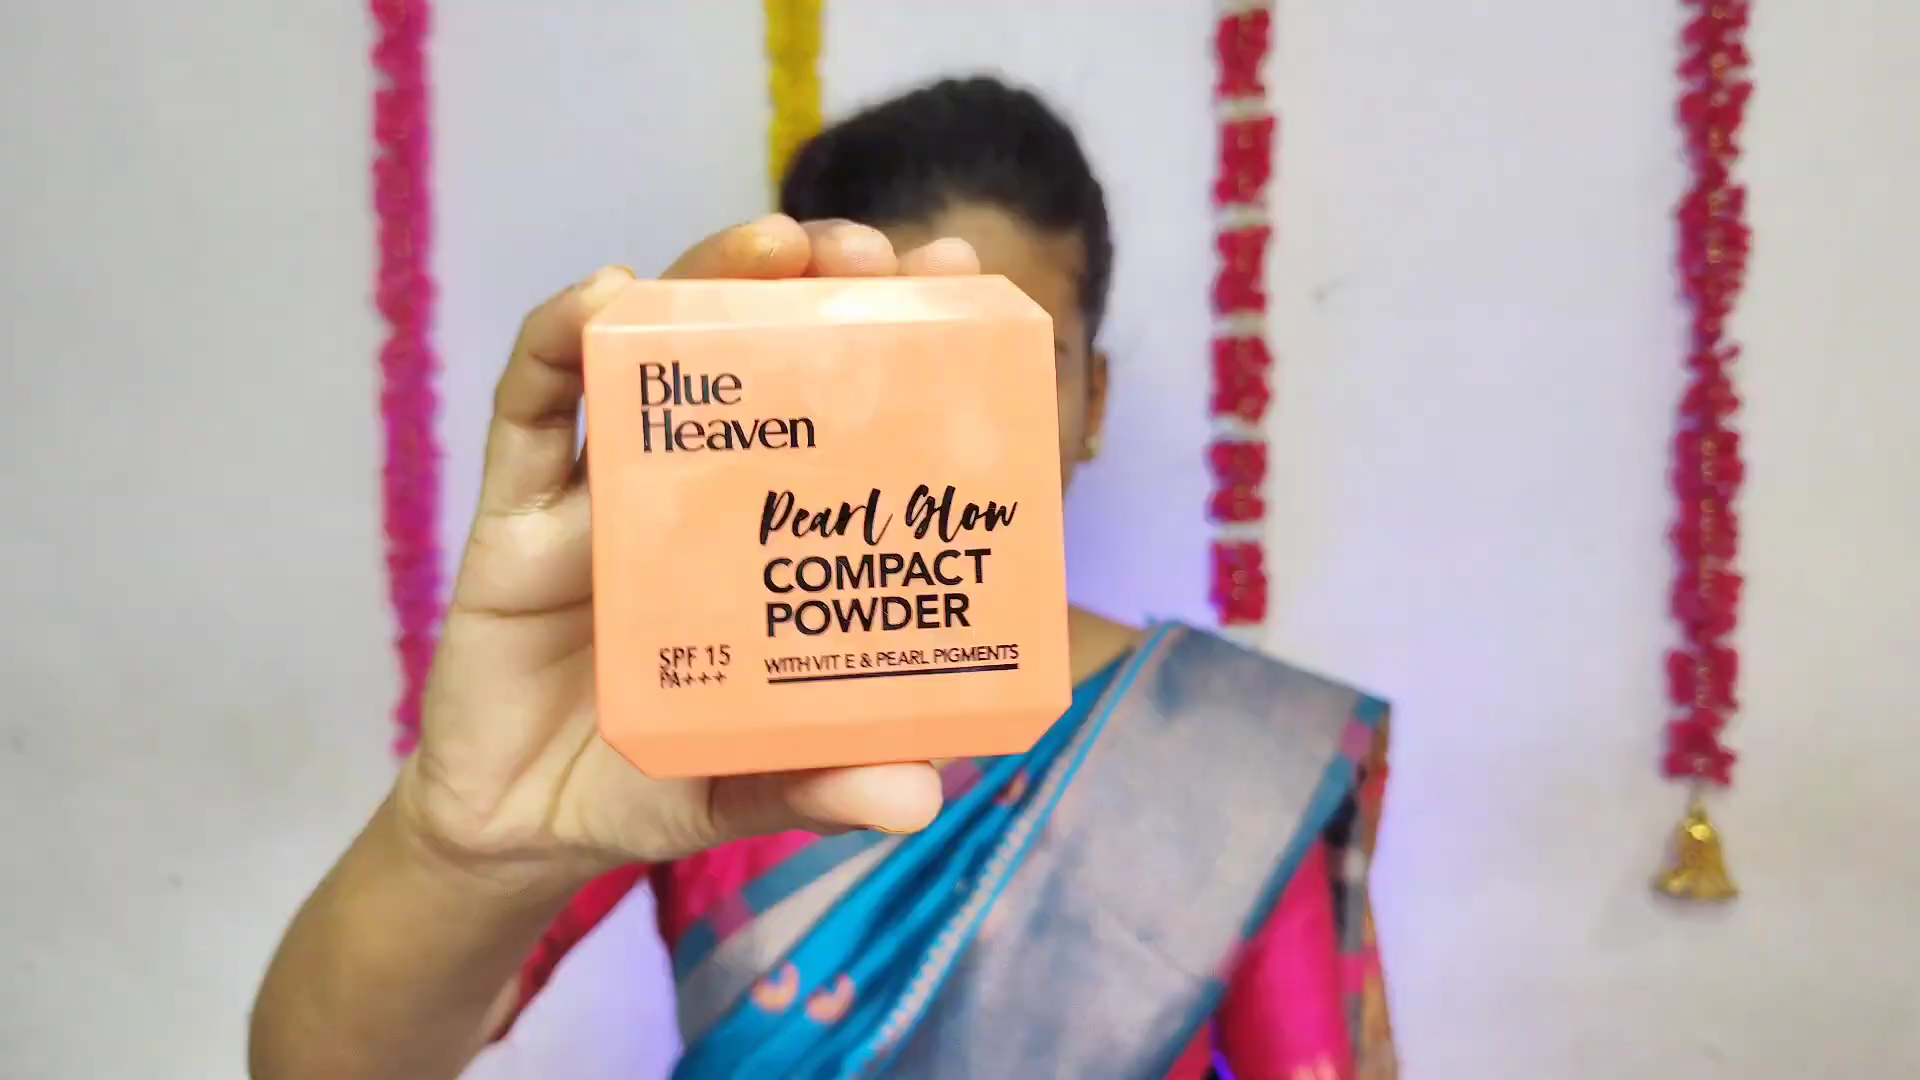 Blue
Heaven
Pearl Glow
COMPACT
POWDER
SPF 15
PA+++
WITH VIT E & PEARL PIGMENTS